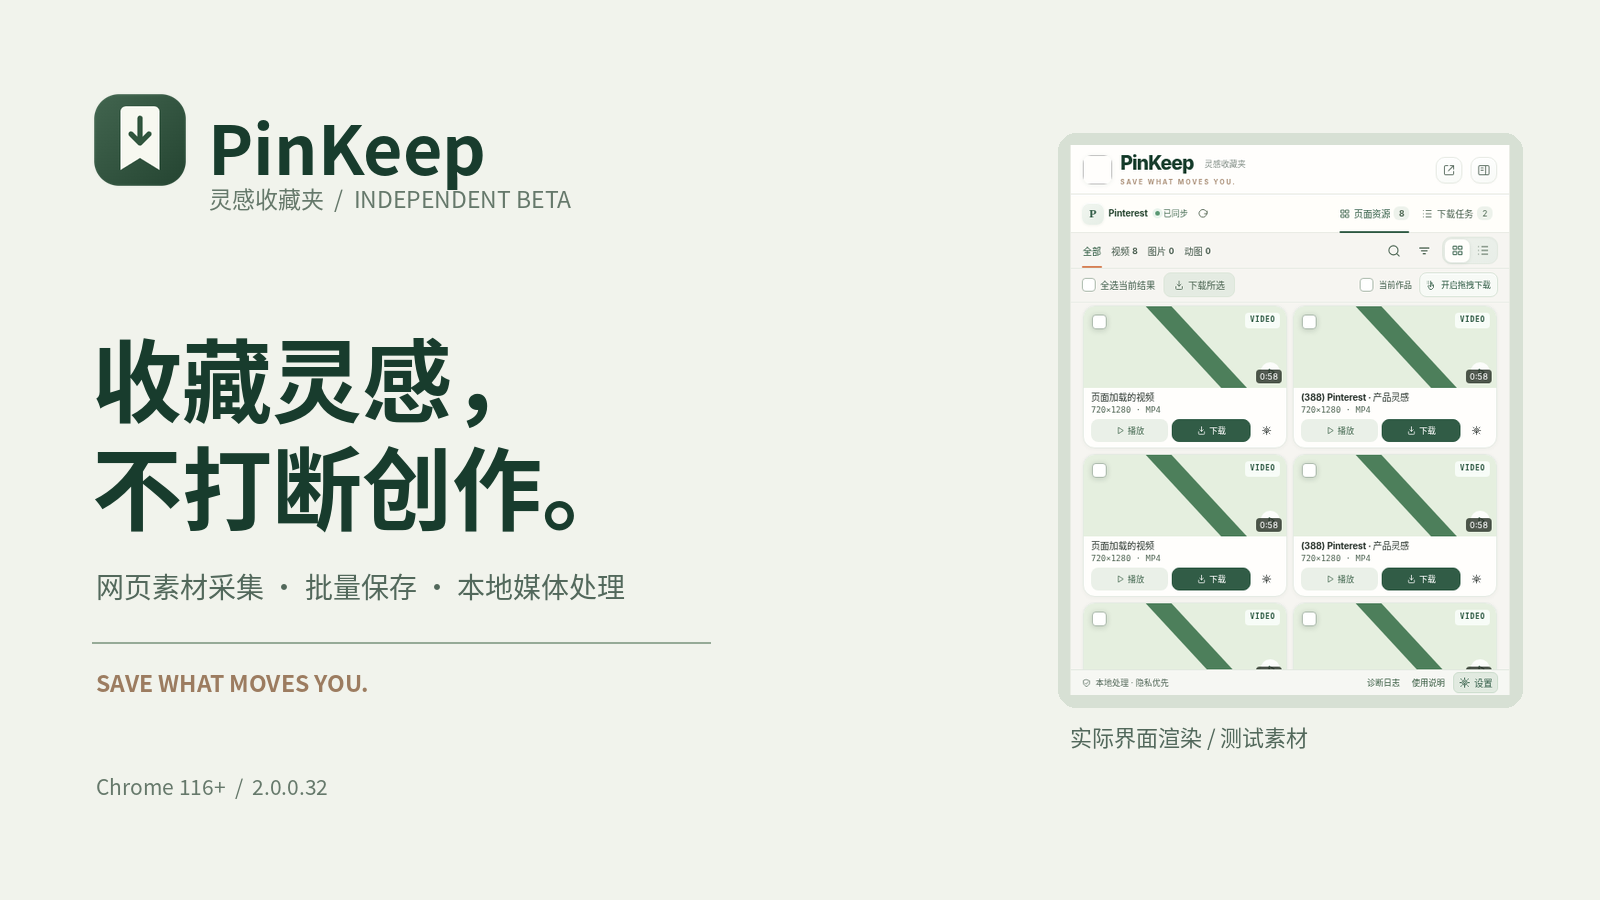 PinKeep
灵感收藏夹 / INDEPENDENT BETA
收藏灵感，
不打断创作。
网页素材采集 · 批量保存 · 本地媒体处理
SAVE WHAT MOVES YOU.
Chrome 116+ / 2.0.0.32
PinKeep 灵感收藏夹
SAVE WHAT MOVES YOU.
P Pinterest 已同步 页面资源 8 下载任务 2
全部 视频 8 图片 0 动图 0
全选当前结果 下载所选 当前作品 开启拖拽下载
VIDEO VIDEO
0:58 0:58
页面加载的视频 (388) Pinterest · 产品灵感
720×1280 · MP4 720×1280 · MP4
播放 下载 播放 下载
VIDEO VIDEO
0:58 0:58
页面加载的视频 (388) Pinterest · 产品灵感
720×1280 · MP4 720×1280 · MP4
播放 下载 播放 下载
VIDEO VIDEO
本地处理 · 隐私优先 诊断日志 使用说明 设置
实际界面渲染 / 测试素材